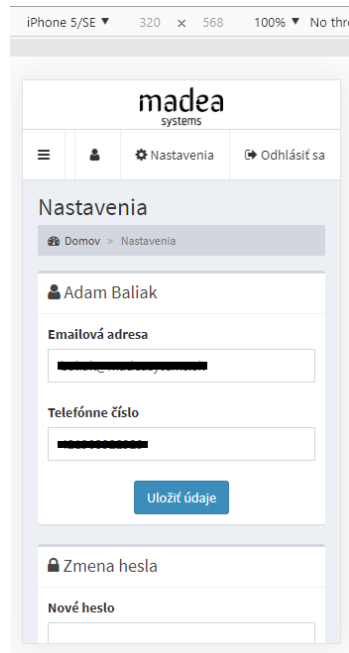 iPhone 5/SE ▼ 320 × 568 100% ▼ No thr
madea
systems
Nastavenia Odhlásiť sa
Nastavenia
Domov > Nastavenia
Adam Baliak
Emailová adresa
Telefónne číslo
Uložiť údaje
Zmena hesla
Nové heslo